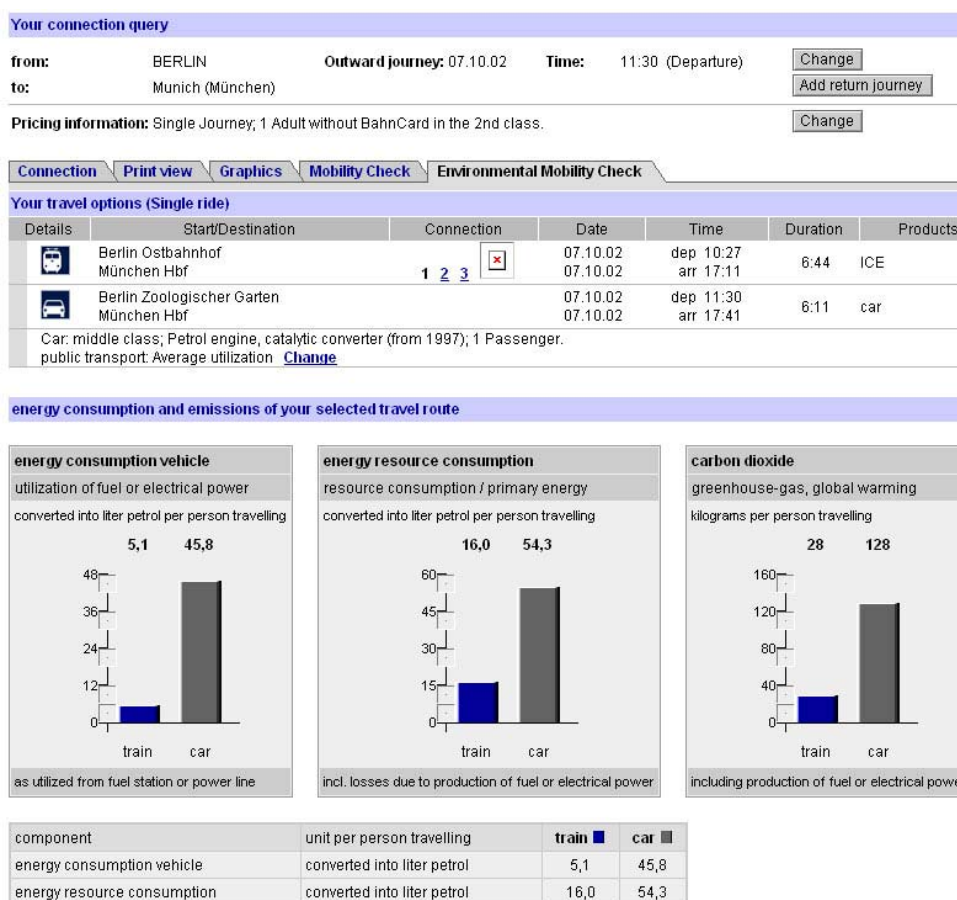 Your connection query
from: BERLIN Outward journey: 07.10.02 Time: 11:30 (Departure) Change
to: Munich (München) Add return journey
Pricing information: Single Journey; 1 Adult without BahnCard in the 2nd class. Change
Connection Print view Graphics Mobility Check Environmental Mobility Check
Your travel options (Single ride)
Details Start/Destination Connection Date Time Duration Products
Berlin Ostbahnhof 07.10.02 dep 10:27
1 2 3 6:44 ICE
München Hbf 07.10.02 arr 17:11
Berlin Zoologischer Garten 07.10.02 dep 11:30
6:11 car
München Hbf 07.10.02 arr 17:41
Car: middle class; Petrol engine, catalytic converter (from 1997); 1 Passenger.
public transport: Average utilization Change
energy consumption and emissions of your selected travel route
energy consumption vehicle
utilization of fuel or electrical power
converted into liter petrol per person travelling
5,1 45,8
48
36
24
12
0
train car
as utilized from fuel station or power line
energy resource consumption
resource consumption / primary energy
converted into liter petrol per person travelling
16,0 54,3
60
45
30
15
0
train car
incl. losses due to production of fuel or electrical power
carbon dioxide
greenhouse-gas, global warming
kilograms per person travelling
28 128
160
120
80
40
0
train car
including production of fuel or electrical powe
component unit per person travelling train car
energy consumption vehicle converted into liter petrol 5,1 45,8
energy resource consumption converted into liter petrol 16,0 54,3